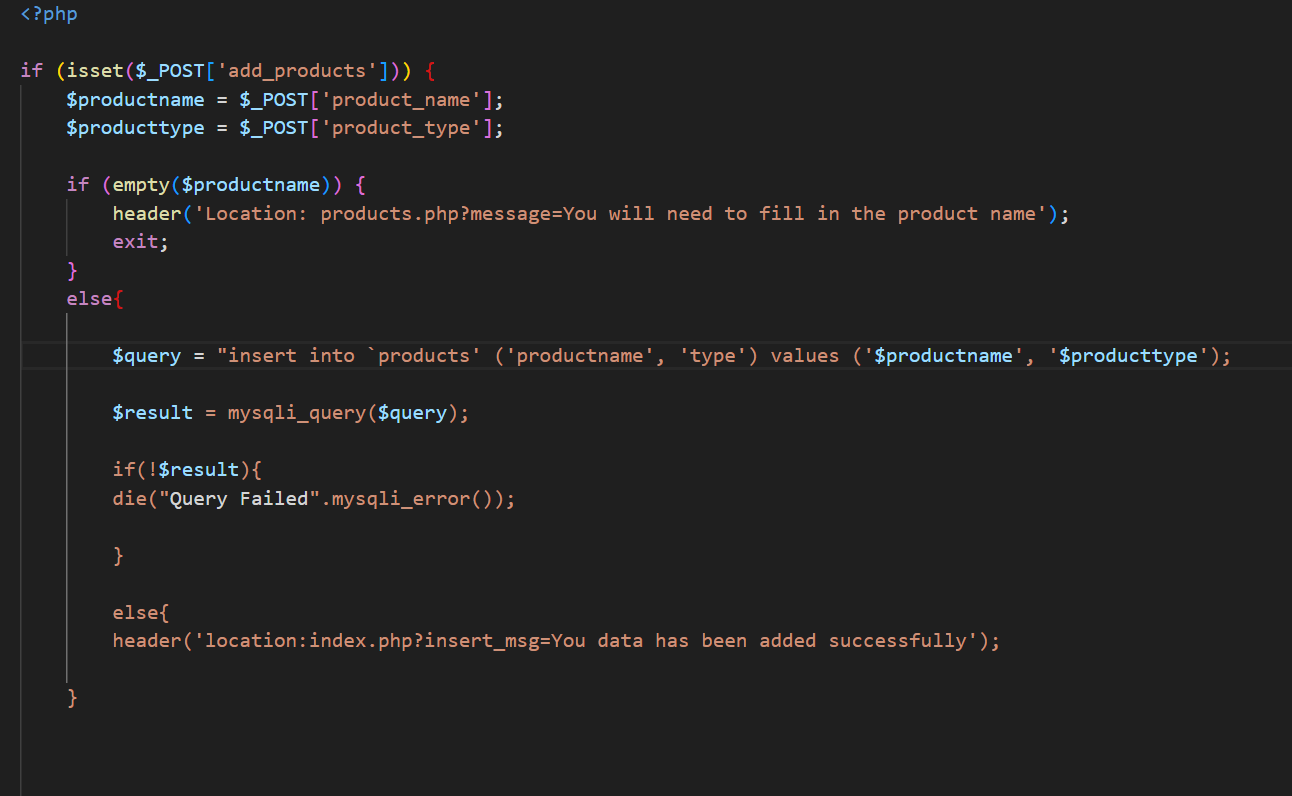 <?php
if (isset($_POST['add_products'])) {
$productname = $_POST['product_name'];
$producttype = $_POST['product_type'];
if (empty($productname)) {
header('Location: products.php?message=You will need to fill in the product name');
exit;
}
else{
$query = "insert into `products' ('productname', 'type') values ('$productname', '$producttype');
$result = mysqli_query($query);
if(!$result){
die("Query Failed".mysqli_error());
}
else{
header('location:index.php?insert_msg=You data has been added successfully');
}